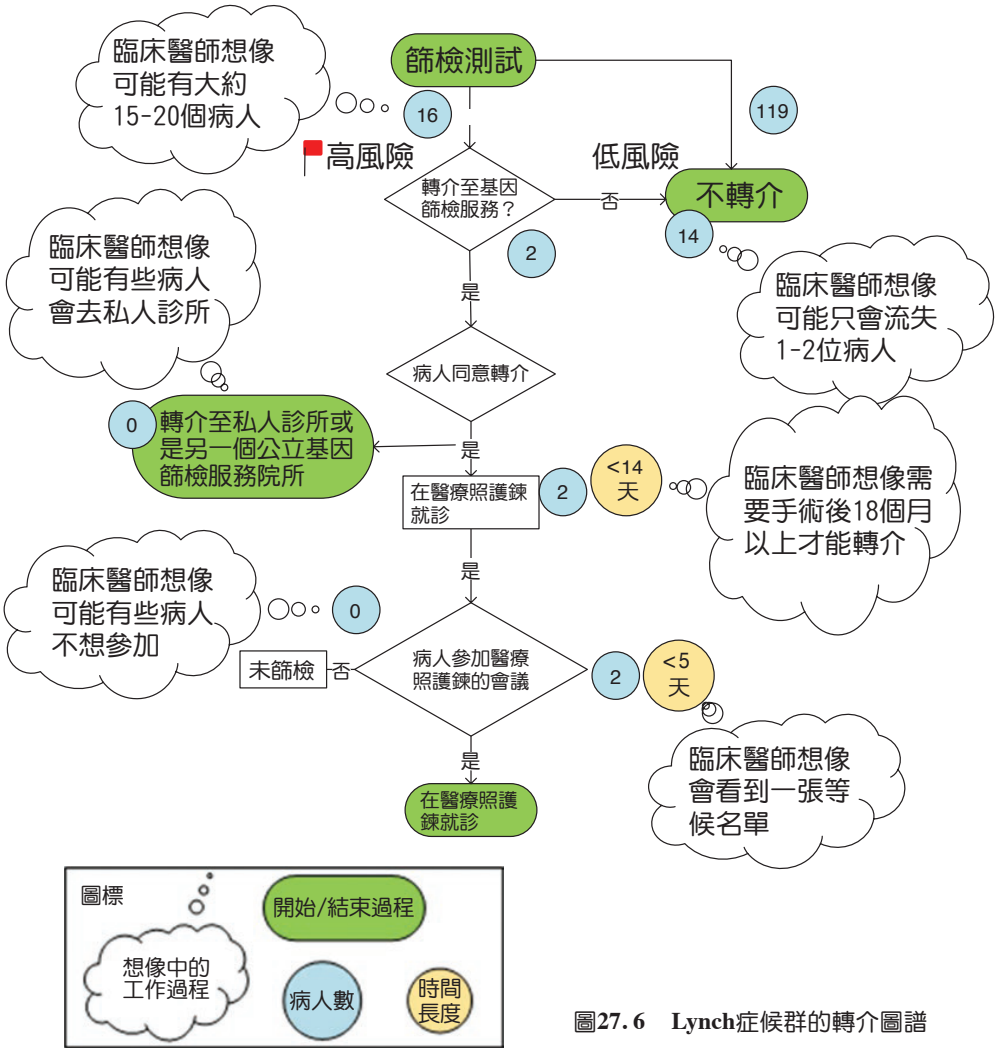 臨床醫師想像
可能有大約
15-20個病人
篩檢測試
16
119
高風險
低風險
轉介至基因
篩檢服務？
否
不轉介
14
2
是
臨床醫師想像
可能有些病人
會去私人診所
臨床醫師想像
可能只會流失
1-2位病人
病人同意轉介
0
轉介至私人診所或
是另一個公立基因
篩檢服務院所
是
在醫療照護鍊
就診
2
<14
天
臨床醫師想像需
要手術後18個月
以上才能轉介
是
臨床醫師想像
可能有些病人
不想參加
0
未篩檢
否
病人參加醫療
照護鍊的會議
2
<5
天
是
臨床醫師想像
會看到一張等
候名單
在醫療照護
鍊就診
圖標
開始/結束過程
想像中的
工作過程
病人數
時間
長度
圖27.6 Lynch症候群的轉介圖譜